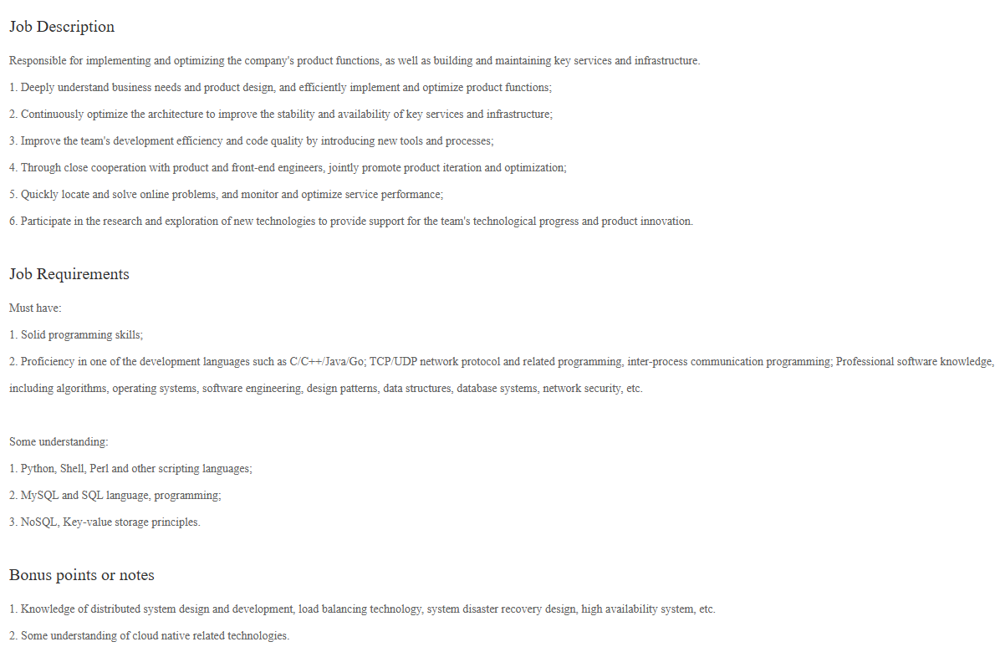 Job Description
Responsible for implementing and optimizing the company's product functions, as well as building and maintaining key services and infrastructure.
1. Deeply understand business needs and product design, and efficiently implement and optimize product functions;
2. Continuously optimize the architecture to improve the stability and availability of key services and infrastructure;
3. Improve the team's development efficiency and code quality by introducing new tools and processes;
4. Through close cooperation with product and front-end engineers, jointly promote product iteration and optimization;
5. Quickly locate and solve online problems, and monitor and optimize service performance;
6. Participate in the research and exploration of new technologies to provide support for the team's technological progress and product innovation.
Job Requirements
Must have:
1. Solid programming skills;
2. Proficiency in one of the development languages such as C/C++/Java/Go; TCP/UDP network protocol and related programming, inter-process communication programming; Professional software knowledge,
including algorithms, operating systems, software engineering, design patterns, data structures, database systems, network security, etc.
Some understanding:
1. Python, Shell, Perl and other scripting languages;
2. MySQL and SQL language, programming;
3. NoSQL, Key-value storage principles.
Bonus points or notes
1. Knowledge of distributed system design and development, load balancing technology, system disaster recovery design, high availability system, etc.
2. Some understanding of cloud native related technologies.